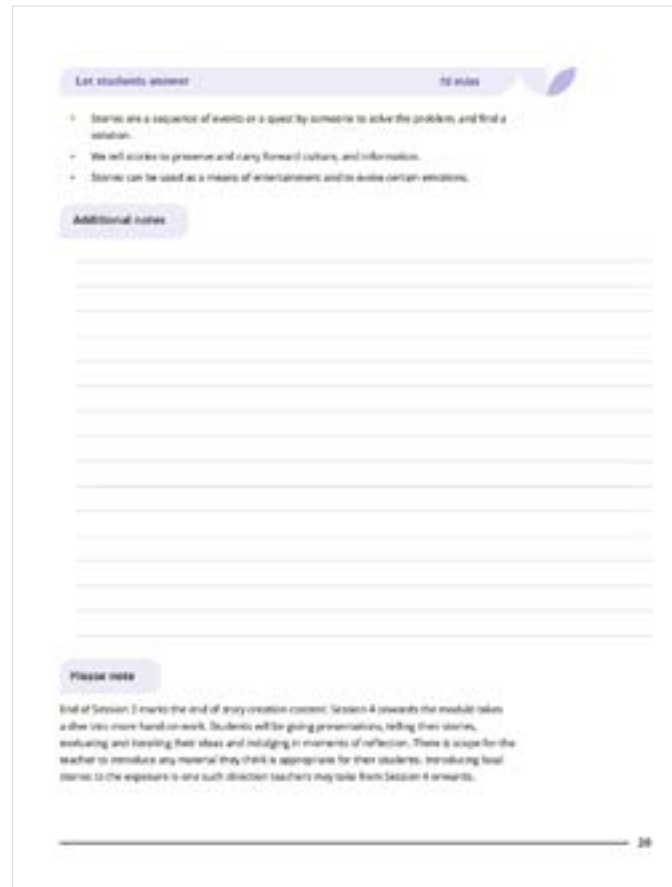 Let students answer 10 mins
• Stories are a sequence of events or a quest by someone to solve the problem, and find a
solution.
• We tell stories to preserve and carry forward culture, and information.
• Stories can be used as a means of entertainment and to evoke certain emotions.
Additional notes
Please note
End of Session 3 marks the end of story creation content. Session 4 onwards the module takes
a dive into more hand on work. Students will be giving presentations, telling their stories,
evaluating and iterating their ideas and indulging in moments of reflection. There is scope for the
teacher to introduce any material they think is appropriate for their students. Introducing local
stories to the exposure is one such direction teachers may take from Session 4 onwards.
20